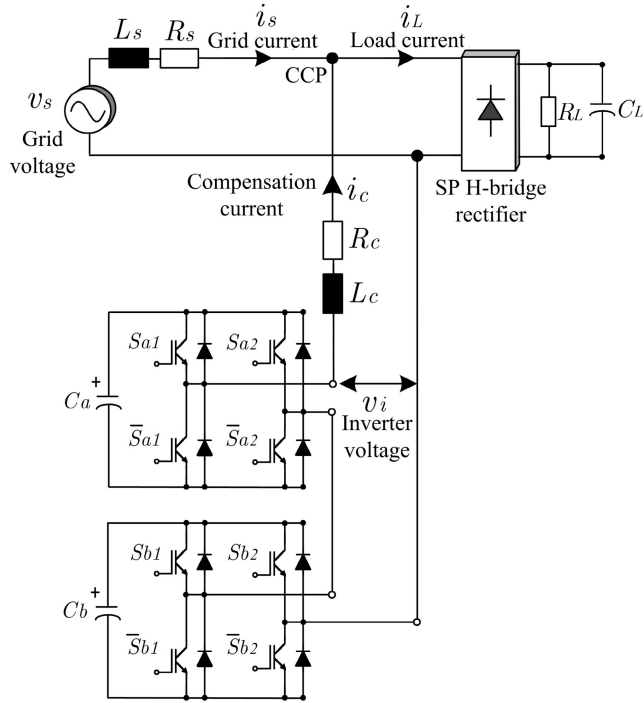 Ls Rs
is
Grid current
iL
Load current
CCP
vs
Grid
voltage
RL CL
SP H-bridge
rectifier
Compensation
current
ic
Rc
Lc
Sa1 Sa2
+
Ca
S̅a1 S̅a2
vi
Inverter
voltage
Sb1 Sb2
+
Cb
S̅b1 S̅b2